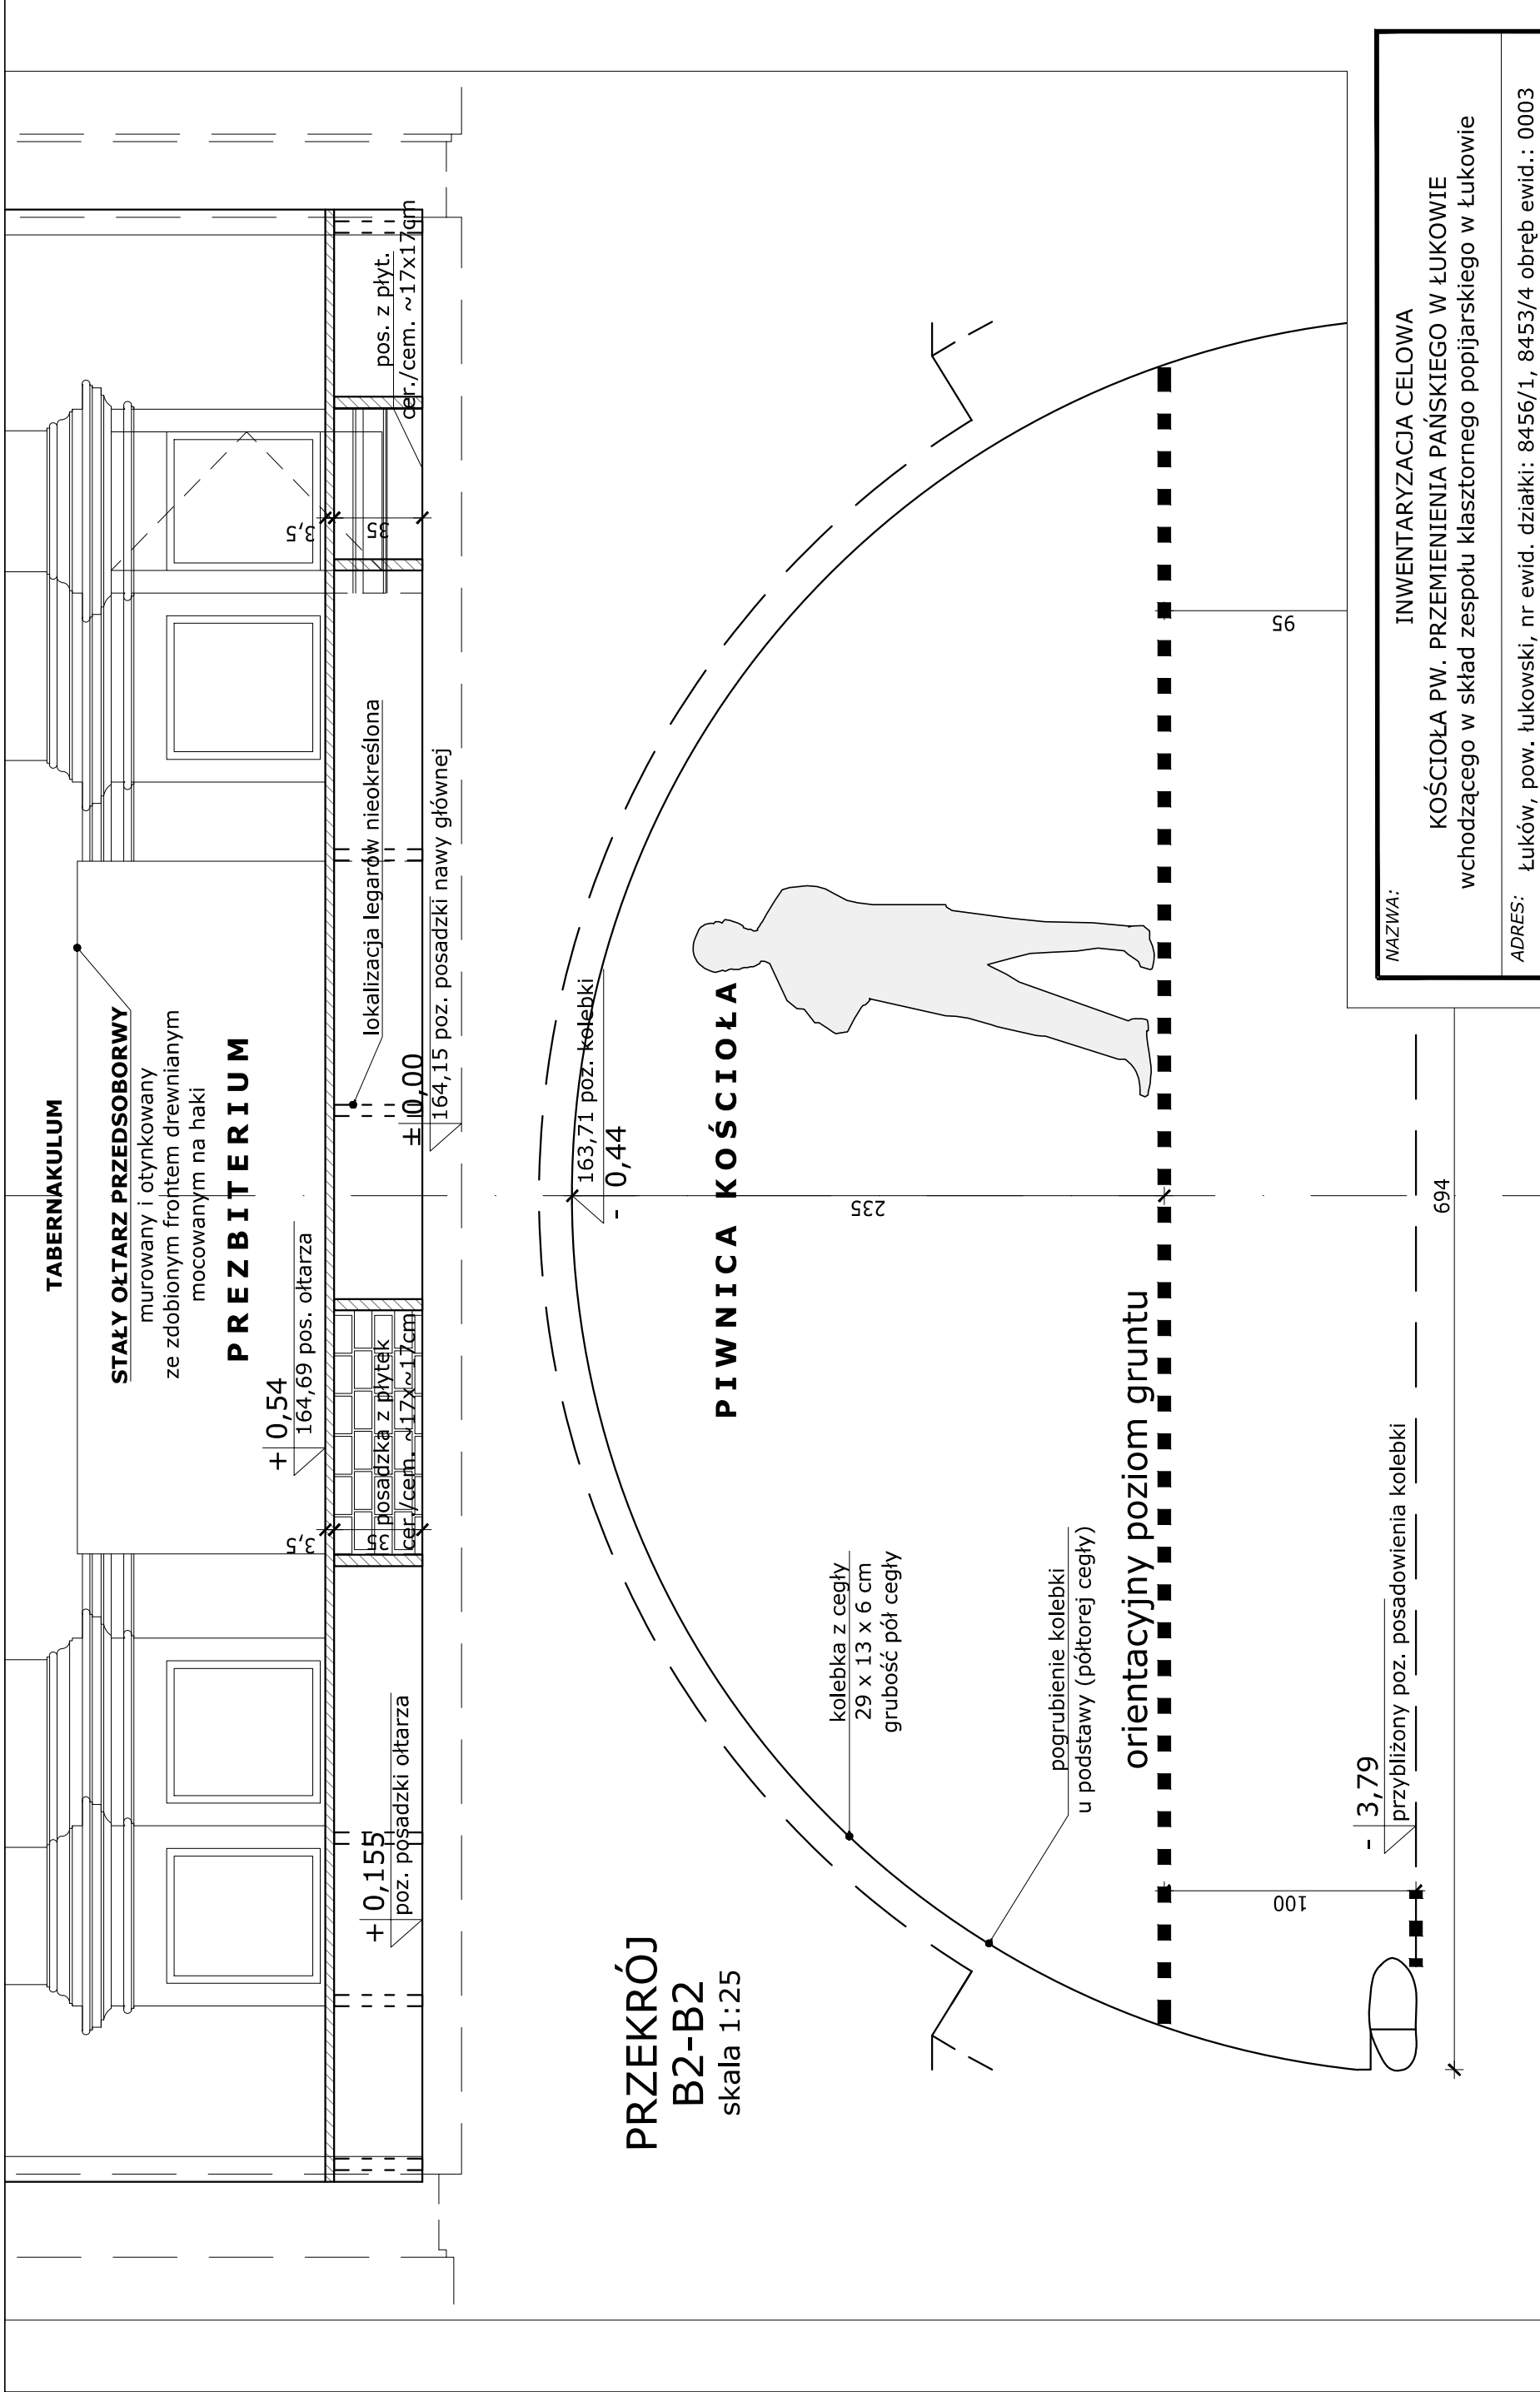 TABERNAKULUM
STAŁY OŁTARZ PRZEDSOBORWY
murowany i otynkowany
ze zdobionym frontem drewnianym
mocowanym na haki
PREZBITERIUM
+ 0,54
164,69 pos. ołtarza
3,5
35
posadzka z płytek
cer./cem. ~17x~17cm
+ 0,155
poz. posadzki ołtarza
lokalizacja legarów nieokreślona
± 0,00
164,15 poz. posadzki nawy głównej
3,5
35
pos. z płyt.
cer./cem. ~17x17cm
163,71 poz. kolebki
- 0,44
PRZEKRÓJ
B2-B2
skala 1:25
PIWNICA KOŚCIOŁA
235
kolebka z cegły
29 x 13 x 6 cm
grubość pół cegły
pogrubienie kolebki
u podstawy (półtorej cegły)
orientacyjny poziom gruntu
95
100
- 3,79
przybliżony poz. posadowienia kolebki
694
NAZWA:
INWENTARYZACJA CELOWA
KOŚCIOŁA PW. PRZEMIENIENIA PAŃSKIEGO W ŁUKOWIE
wchodzącego w skład zespołu klasztornego popijarskiego w Łukowie
ADRES:
Łuków, pow. łukowski, nr ewid. działki: 8456/1, 8453/4 obręb ewid.: 0003